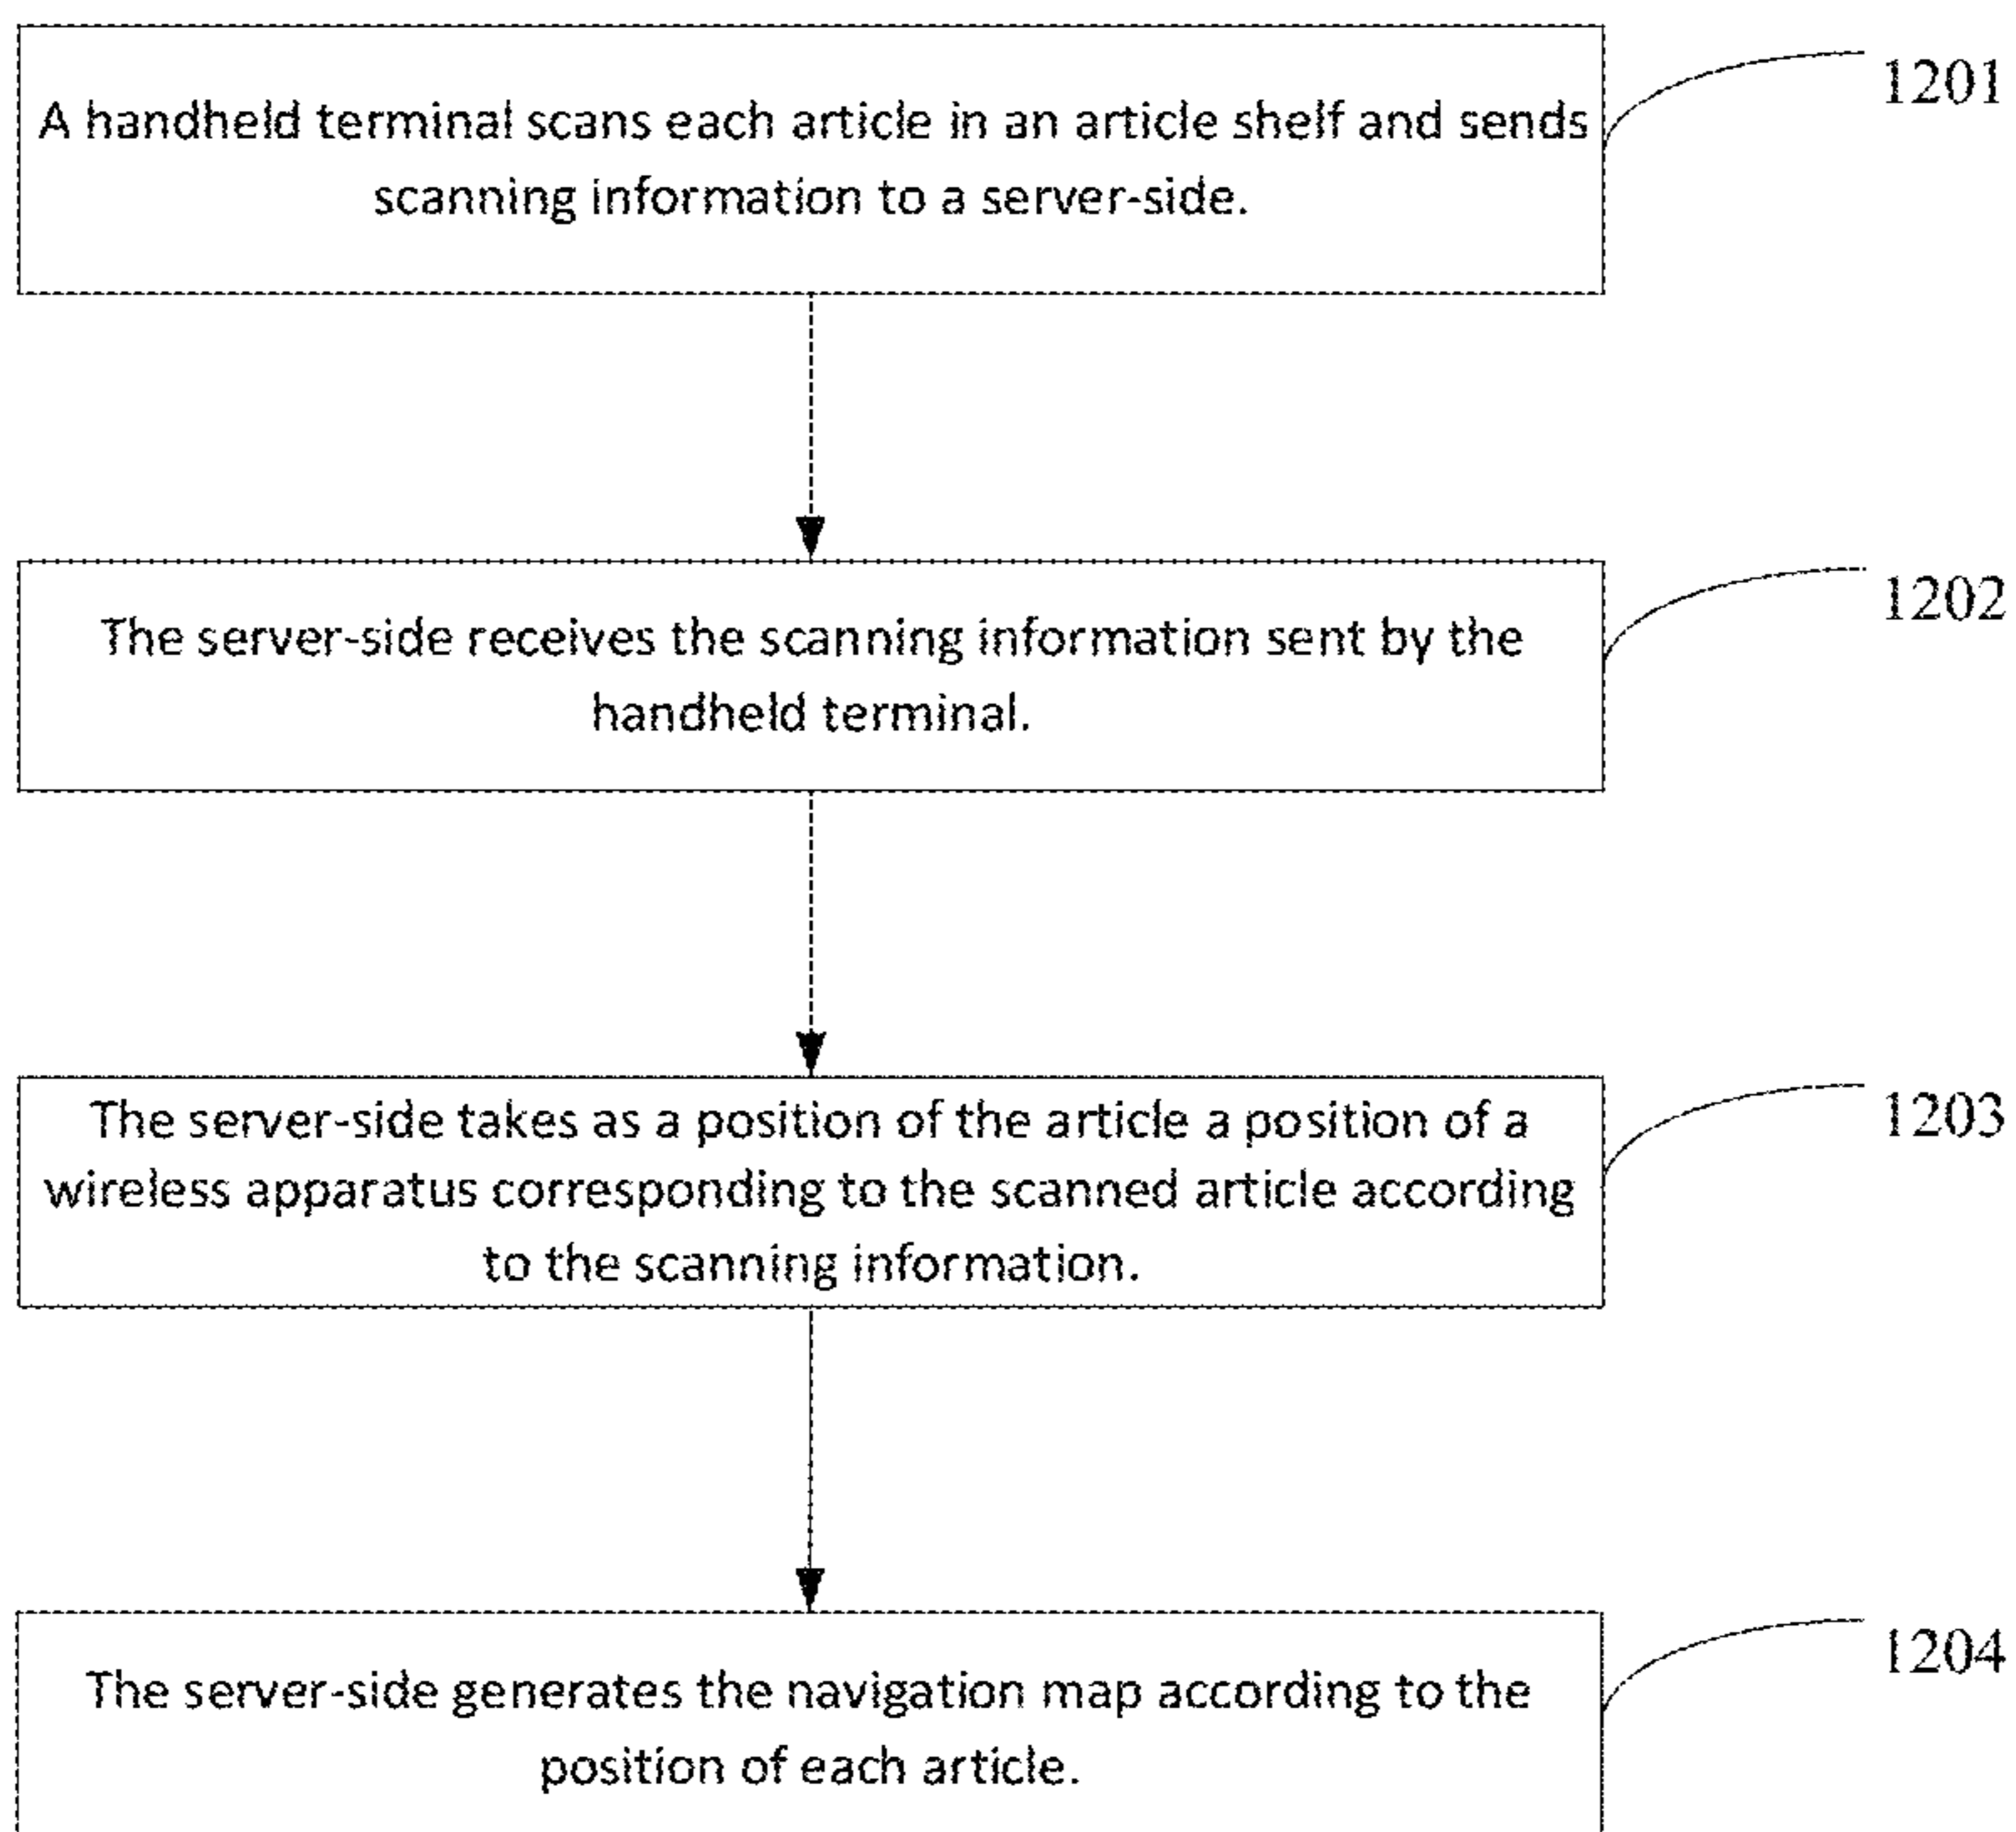 A handheld terminal scans each article in an article shelf and sends
scanning information to a server-side.
1201
The server-side receives the scanning information sent by the
handheld terminal.
1202
The server-side takes as a position of the article a position of a
wireless apparatus corresponding to the scanned article according
to the scanning information.
1203
The server-side generates the navigation map according to the
position of each article.
1204